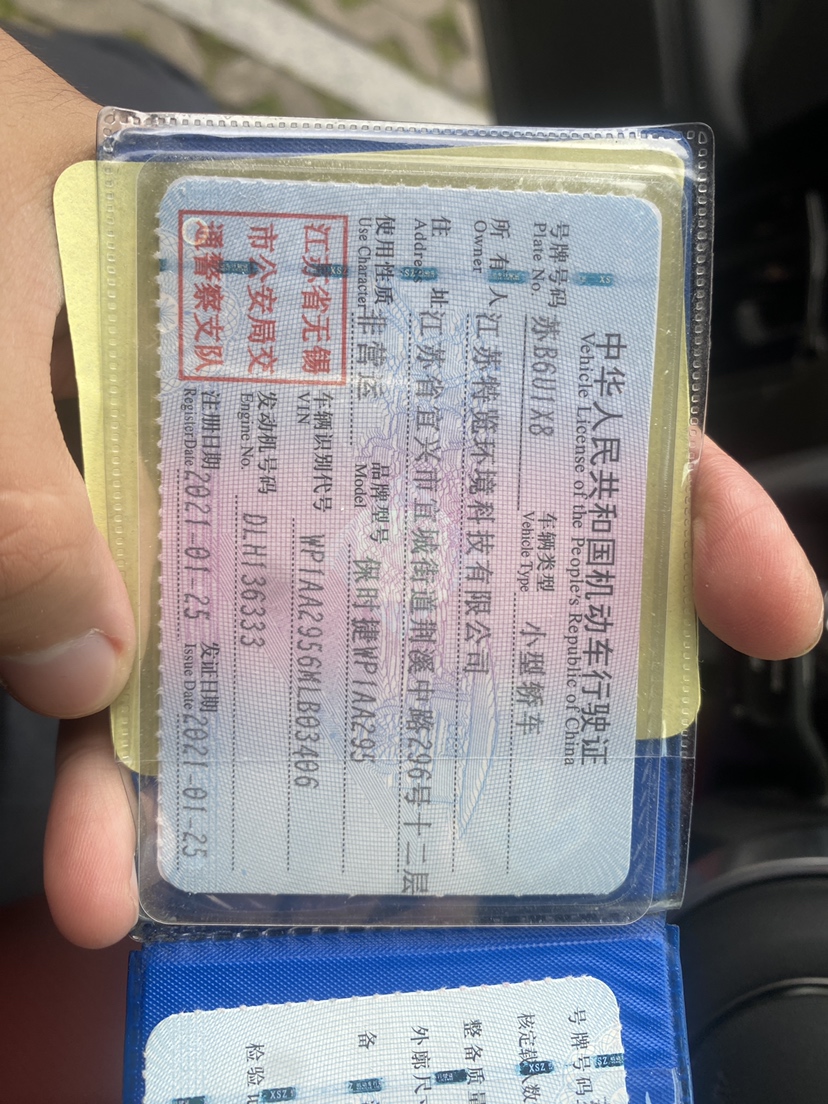 中华人民共和国机动车行驶证
Vehicle License of the People's Republic of China
号牌号码 苏B6U1X8 车辆类型 小型轿车
Plate No. Vehicle Type
所有人 江苏特蓝环境科技有限公司
Owner
住址 江苏省宜兴市宜城街道荆溪中路296号十二层
Address
使用性质 非营运 品牌型号 保时捷WP1AA295
Use Character Model
江苏省无锡
市公安局交
通警察支队
车辆识别代号 WP1AA2956MLB03406
VIN
发动机号码 DLH136333
Engine No.
注册日期 2021-01-25 发证日期 2021-01-25
Register Date Issue Date
号牌号码
核定载人数
整备质量
外廓尺寸
备
检验